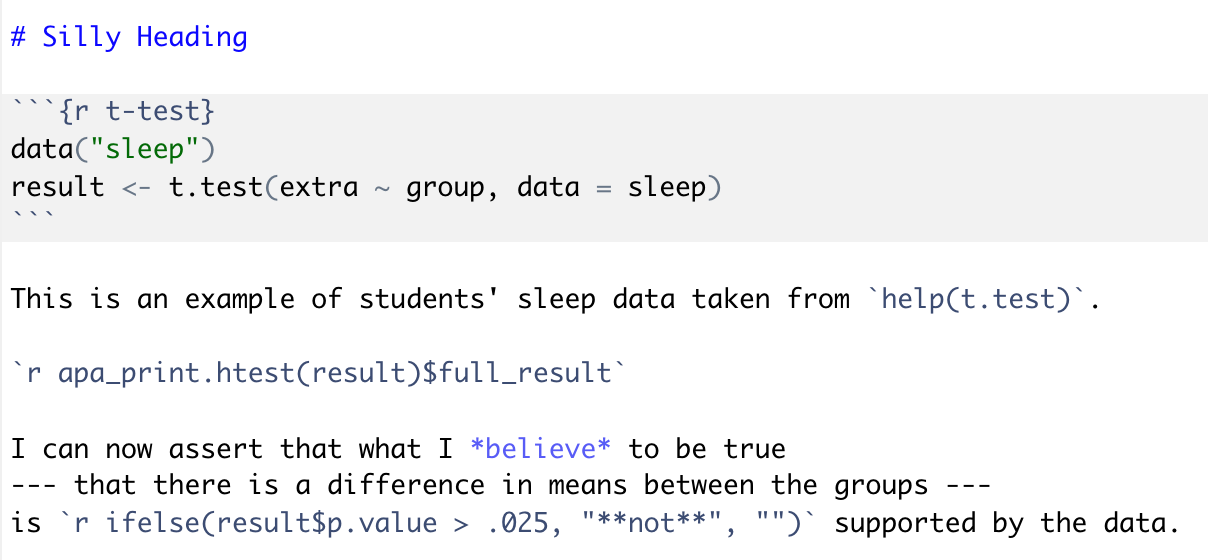 # Silly Heading
```{r t-test}
data("sleep")
result <- t.test(extra ~ group, data = sleep)
```
This is an example of students' sleep data taken from `help(t.test)`.
`r apa_print.htest(result)$full_result`
I can now assert that what I *believe* to be true
--- that there is a difference in means between the groups ---
is `r ifelse(result$p.value > .025, "**not**", "")` supported by the data.